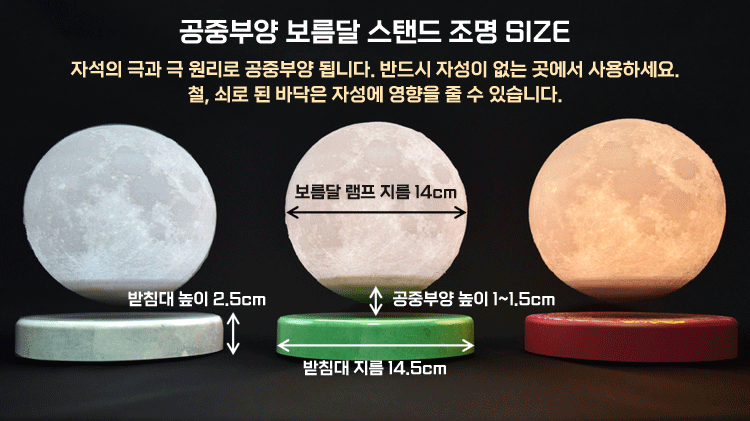 공중부양 보름달 스탠드 조명 SIZE
자석의 극과 극 원리로 공중부양 됩니다. 반드시 자성이 없는 곳에서 사용하세요.
철, 쇠로 된 바닥은 자성에 영향을 줄 수 있습니다.
보름달 램프 지름 14cm
받침대 높이 2.5cm
공중부양 높이 1~1.5cm
받침대 지름 14.5cm